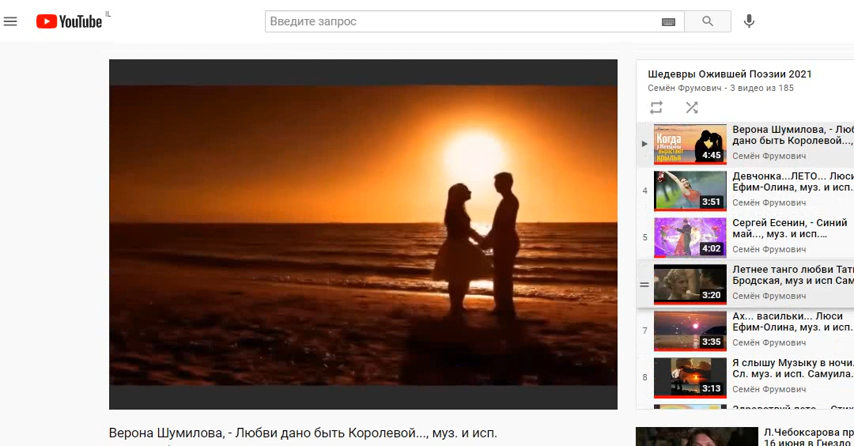 YouTube IL
Введите запрос
Шедевры Ожившей Поэзии 2021
Семён Фрумович - 3 видео из 185
Когда
4:45
Верона Шумилова, - Люб
дано быть Королевой...,
Семён Фрумович
4
3:51
Девчонка...ЛЕТО... Люси
Ефим-Олина, муз. и исп.
Семён Фрумович
5
4:02
Сергей Есенин, - Синий
май..., муз. и исп....
Семён Фрумович
3:20
Летнее танго любви Тать
Бродская, муз и исп Сам
Семён Фрумович
7
3:35
Ах... васильки... Люси
Ефим-Олина, муз. и исп.
Семён Фрумович
8
3:13
Я слышу Музыку в ночи.
Сл. муз. и исп. Самуила.
Семён Фрумович
Верона Шумилова, - Любви дано быть Королевой..., муз. и исп.
Л.Чебоксарова пр
16 июня в Гнездо